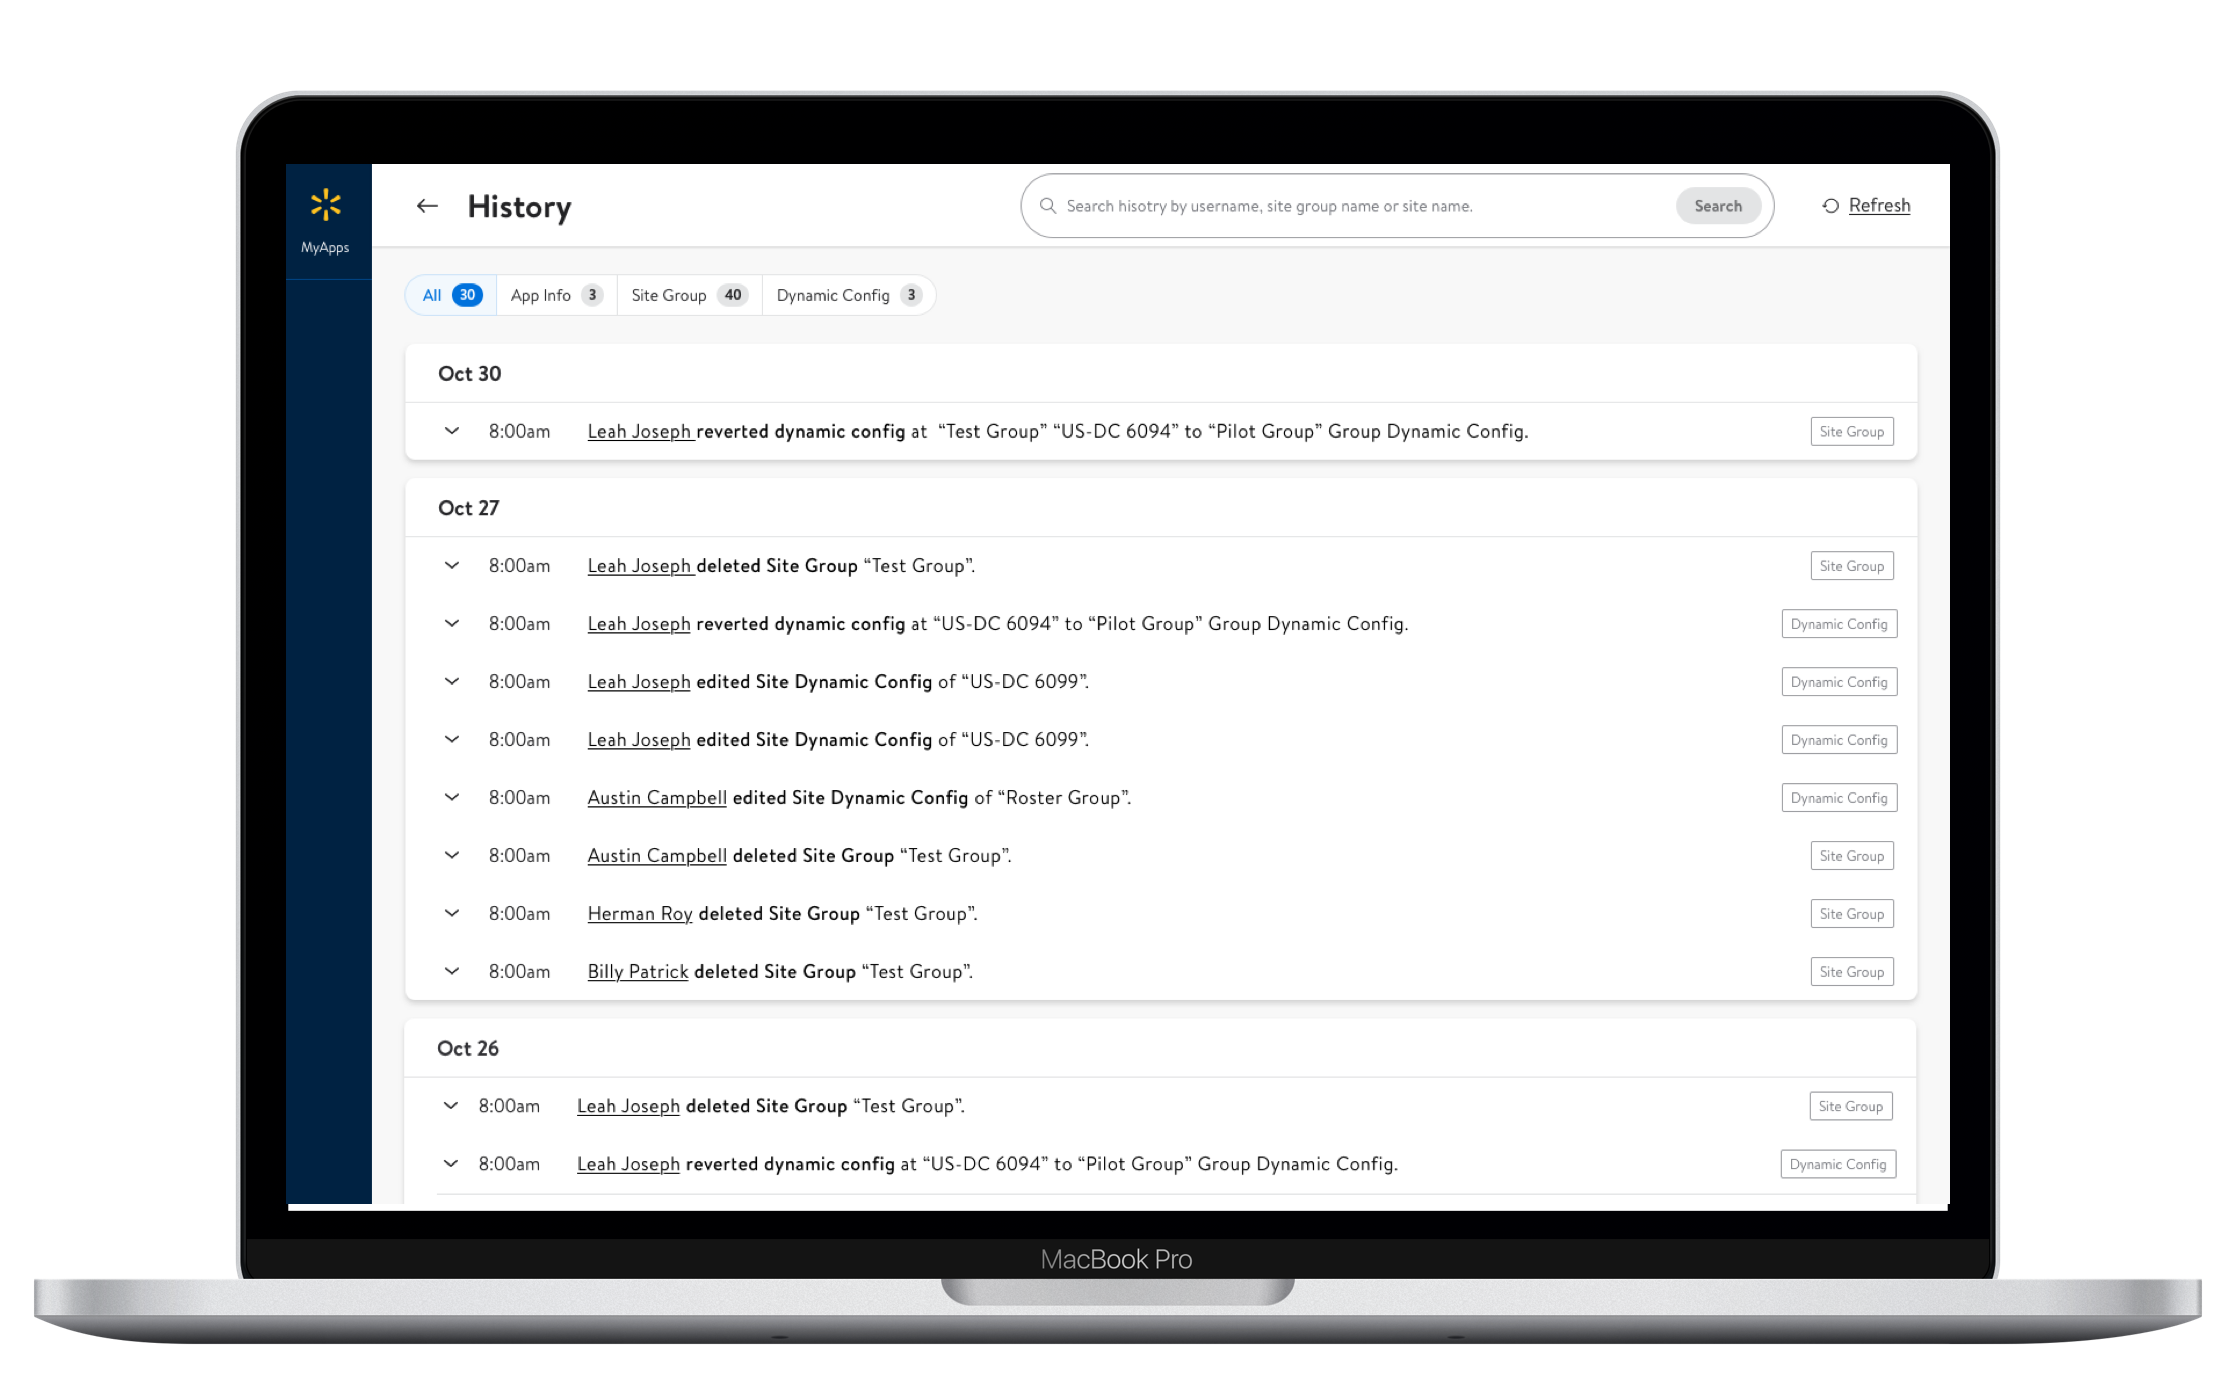 MyApps
History
Search hisotry by username, site group name or site name.
Search
Refresh
All 30
App Info 3
Site Group 40
Dynamic Config 3
Oct 30
8:00am Leah Joseph reverted dynamic config at “Test Group” “US-DC 6094” to “Pilot Group” Group Dynamic Config. Site Group
Oct 27
8:00am Leah Joseph deleted Site Group “Test Group”. Site Group
8:00am Leah Joseph reverted dynamic config at “US-DC 6094” to “Pilot Group” Group Dynamic Config. Dynamic Config
8:00am Leah Joseph edited Site Dynamic Config of “US-DC 6099”. Dynamic Config
8:00am Leah Joseph edited Site Dynamic Config of “US-DC 6099”. Dynamic Config
8:00am Austin Campbell edited Site Dynamic Config of “Roster Group”. Dynamic Config
8:00am Austin Campbell deleted Site Group “Test Group”. Site Group
8:00am Herman Roy deleted Site Group “Test Group”. Site Group
8:00am Billy Patrick deleted Site Group “Test Group”. Site Group
Oct 26
8:00am Leah Joseph deleted Site Group “Test Group”. Site Group
8:00am Leah Joseph reverted dynamic config at “US-DC 6094” to “Pilot Group” Group Dynamic Config. Dynamic Config
MacBook Pro